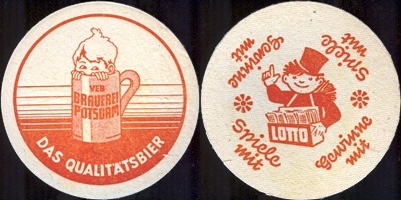 VEB
BRAUEREI
POTSDAM
DAS QUALITÄTSBIER
Spiele
mit
Gewinne
mit
Spiele
mit
Gewinne
mit
LOTTO